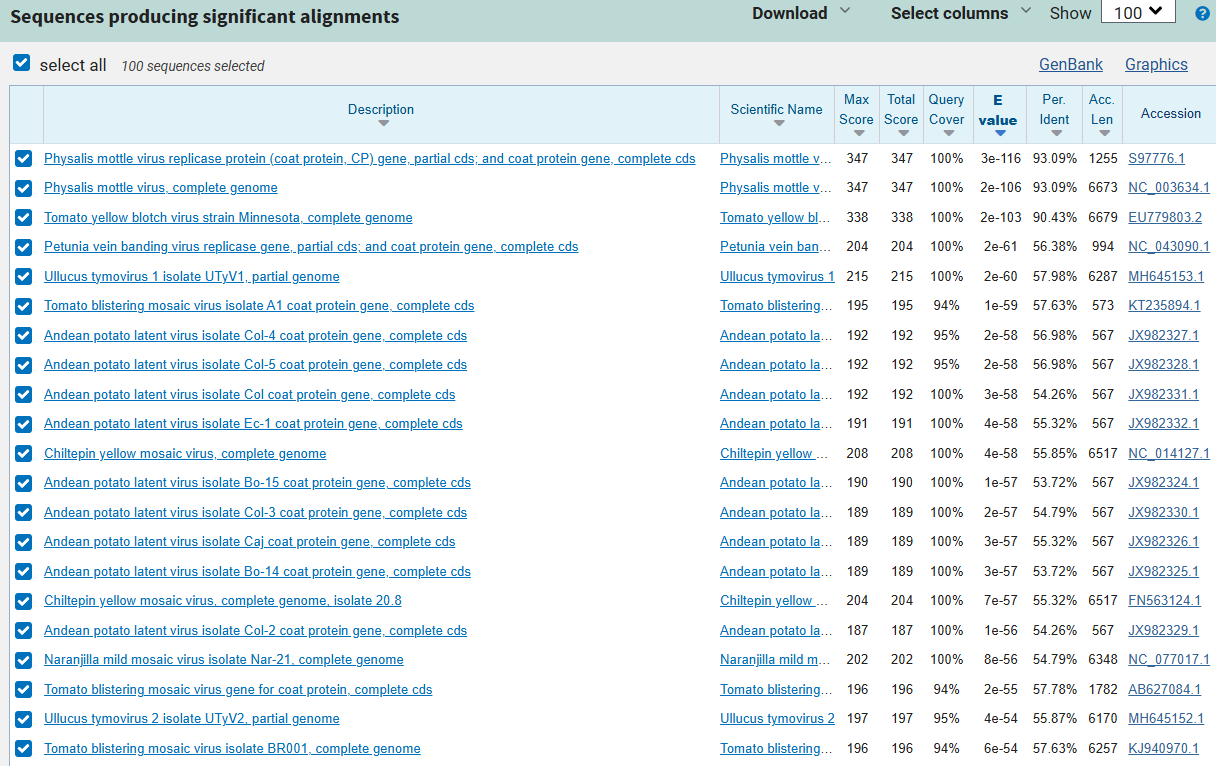 Sequences producing significant alignments Download Select columns Show 100 ?
select all 100 sequences selected GenBank Graphics
Description Scientific Name Max Score Total Score Query Cover E value Per. Ident Acc. Len Accession
Physalis mottle virus replicase protein (coat protein, CP) gene, partial cds; and coat protein gene, complete cds Physalis mottle v... 347 347 100% 3e-116 93.09% 1255 S97776.1
Physalis mottle virus, complete genome Physalis mottle v... 347 347 100% 2e-106 93.09% 6673 NC_003634.1
Tomato yellow blotch virus strain Minnesota, complete genome Tomato yellow bl... 338 338 100% 2e-103 90.43% 6679 EU779803.2
Petunia vein banding virus replicase gene, partial cds; and coat protein gene, complete cds Petunia vein ban... 204 204 100% 2e-61 56.38% 994 NC_043090.1
Ullucus tymovirus 1 isolate UTyV1, partial genome Ullucus tymovirus 1 215 215 100% 2e-60 57.98% 6287 MH645153.1
Tomato blistering mosaic virus isolate A1 coat protein gene, complete cds Tomato blistering... 195 195 94% 1e-59 57.63% 573 KT235894.1
Andean potato latent virus isolate Col-4 coat protein gene, complete cds Andean potato la... 192 192 95% 2e-58 56.98% 567 JX982327.1
Andean potato latent virus isolate Col-5 coat protein gene, complete cds Andean potato la... 192 192 95% 2e-58 56.98% 567 JX982328.1
Andean potato latent virus isolate Col coat protein gene, complete cds Andean potato la... 192 192 100% 3e-58 54.26% 567 JX982331.1
Andean potato latent virus isolate Ec-1 coat protein gene, complete cds Andean potato la... 191 191 100% 4e-58 55.32% 567 JX982332.1
Chiltepin yellow mosaic virus, complete genome Chiltepin yellow ... 208 208 100% 4e-58 55.85% 6517 NC_014127.1
Andean potato latent virus isolate Bo-15 coat protein gene, complete cds Andean potato la... 190 190 100% 1e-57 53.72% 567 JX982324.1
Andean potato latent virus isolate Col-3 coat protein gene, complete cds Andean potato la... 189 189 100% 2e-57 54.79% 567 JX982330.1
Andean potato latent virus isolate Caj coat protein gene, complete cds Andean potato la... 189 189 100% 3e-57 55.32% 567 JX982326.1
Andean potato latent virus isolate Bo-14 coat protein gene, complete cds Andean potato la... 189 189 100% 3e-57 53.72% 567 JX982325.1
Chiltepin yellow mosaic virus, complete genome, isolate 20.8 Chiltepin yellow ... 204 204 100% 7e-57 55.32% 6517 FN563124.1
Andean potato latent virus isolate Col-2 coat protein gene, complete cds Andean potato la... 187 187 100% 1e-56 54.26% 567 JX982329.1
Naranjilla mild mosaic virus isolate Nar-21, complete genome Naranjilla mild m... 202 202 100% 8e-56 54.79% 6348 NC_077017.1
Tomato blistering mosaic virus gene for coat protein, complete cds Tomato blistering... 196 196 94% 2e-55 57.78% 1782 AB627084.1
Ullucus tymovirus 2 isolate UTyV2, partial genome Ullucus tymovirus 2 197 197 95% 4e-54 55.87% 6170 MH645152.1
Tomato blistering mosaic virus isolate BR001, complete genome Tomato blistering... 196 196 94% 6e-54 57.63% 6257 KJ940970.1